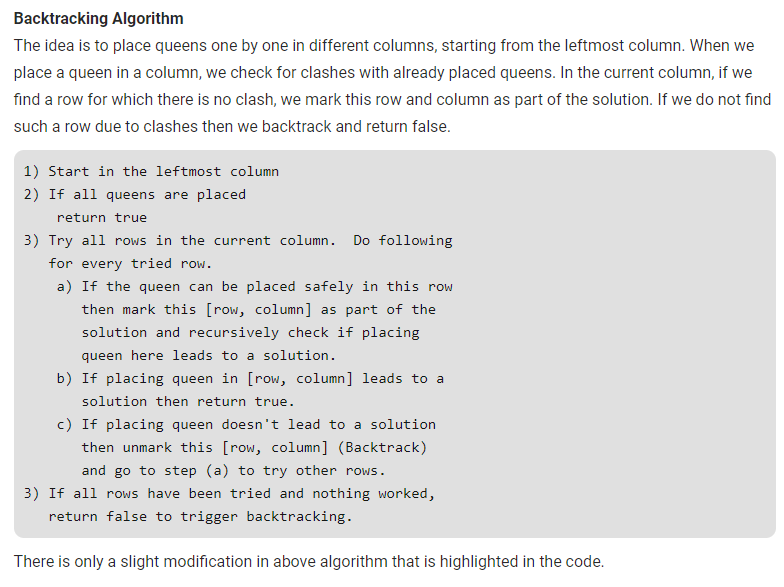 Backtracking Algorithm
The idea is to place queens one by one in different columns, starting from the leftmost column. When we
place a queen in a column, we check for clashes with already placed queens. In the current column, if we
find a row for which there is no clash, we mark this row and column as part of the solution. If we do not find
such a row due to clashes then we backtrack and return false.
1) Start in the leftmost column
2) If all queens are placed
    return true
3) Try all rows in the current column.  Do following
   for every tried row.
    a) If the queen can be placed safely in this row
       then mark this [row, column] as part of the
       solution and recursively check if placing
       queen here leads to a solution.
    b) If placing queen in [row, column] leads to a
       solution then return true.
    c) If placing queen doesn't lead to a solution
       then unmark this [row, column] (Backtrack)
       and go to step (a) to try other rows.
3) If all rows have been tried and nothing worked,
   return false to trigger backtracking.
There is only a slight modification in above algorithm that is highlighted in the code.